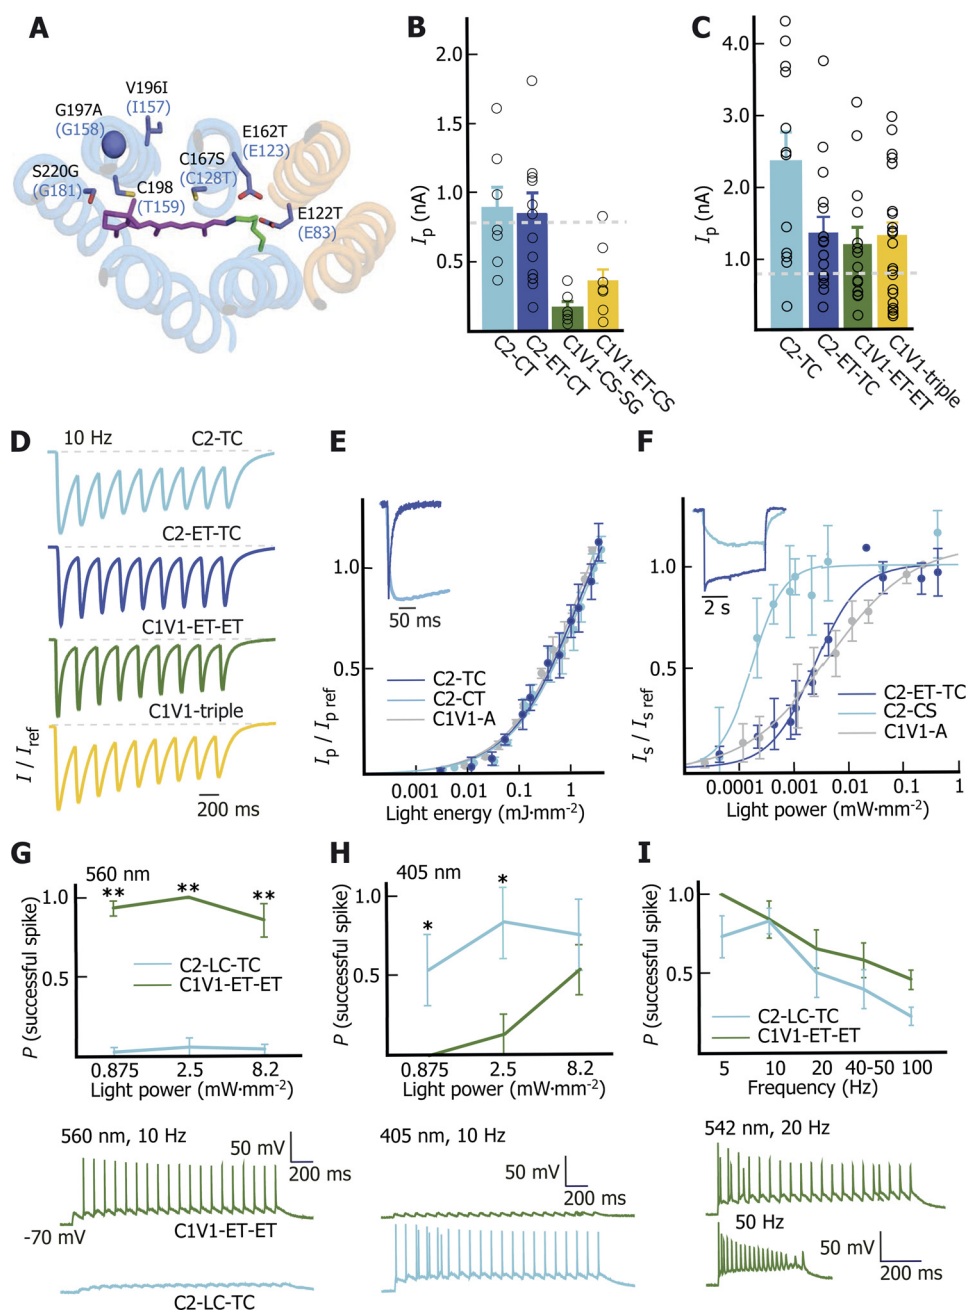 A
V196I
(I157)
G197A
(G158)
E162T
(E123)
S220G
(G181)
C167S
(C128T)
C198
(T159)
E122T
(E83)
B
2.0
1.5
1.0
0.5
Ip (nA)
C2-CT
C2-ET-CT
C1V1-CS-SG
C1V1-ET-CS
C
4.0
3.0
2.0
1.0
Ip (nA)
C2-TC
C2-ET-TC
C1V1-ET-ET
C1V1-triple
D
10 Hz
C2-TC
C2-ET-TC
C1V1-ET-ET
C1V1-triple
I / Iref
200 ms
E
50 ms
1.0
0.5
Ip / Ip ref
C2-TC
C2-CT
C1V1-A
0.001 0.01 0.1 1
Light energy (mJ·mm-2)
F
2 s
1.0
0.5
Is / Is ref
C2-ET-TC
C2-CS
C1V1-A
0.0001 0.001 0.01 0.1 1
Light power (mW·mm-2)
G
560 nm
** ** **
1.0
0.5
P (successful spike)
C2-LC-TC
C1V1-ET-ET
0.875 2.5 8.2
Light power (mW·mm-2)
560 nm, 10 Hz
50 mV
200 ms
-70 mV
C1V1-ET-ET
C2-LC-TC
H
405 nm
* *
1.0
0.5
P (successful spike)
0.875 2.5 8.2
Light power (mW·mm-2)
405 nm, 10 Hz
50 mV
200 ms
I
1.0
0.5
P (successful spike)
C2-LC-TC
C1V1-ET-ET
5 10 20 40-50 100
Frequency (Hz)
542 nm, 20 Hz
50 Hz
50 mV
200 ms